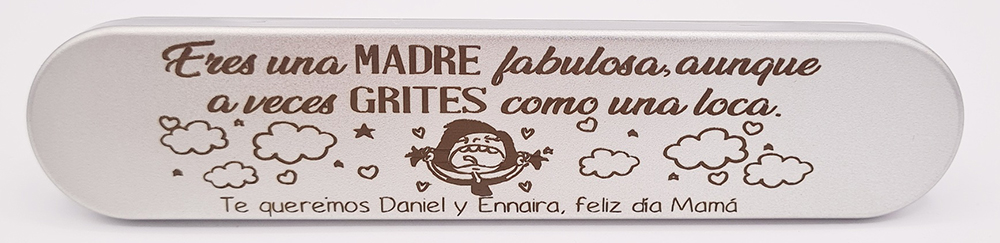 Eres una MADRE fabulosa, aunque
a veces GRITES como una loca.
Te queremos Daniel y Ennaira, feliz día Mamá